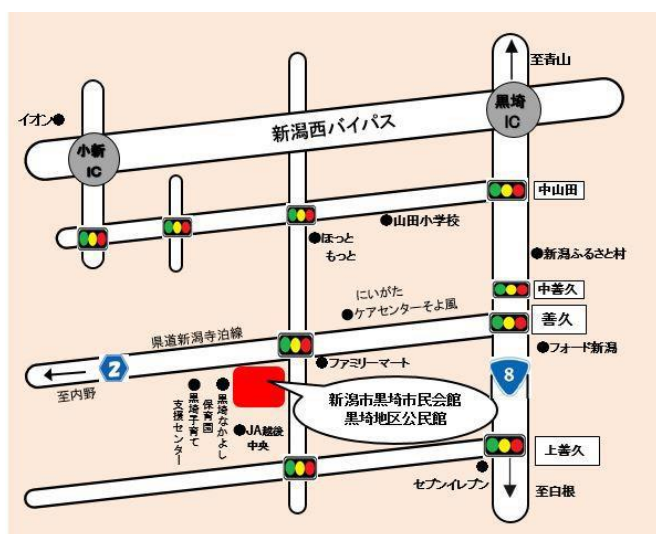 至青山
イオン●
小新
IC
新潟西バイパス
黒埼
IC
中山田
●山田小学校
●ほっと
もっと
●新潟ふるさと村
中善久
にいがた
●ケアセンターそよ風
善久
県道新潟寺泊線
●フォード新潟
●ファミリーマート
2
至内野
8
新潟市黒埼市民会館
黒埼地区公民館
●黒埼なかよし
保育園
●黒埼子育て
支援センター
●JA越後
中央
上善久
セブンイレブン
至白根